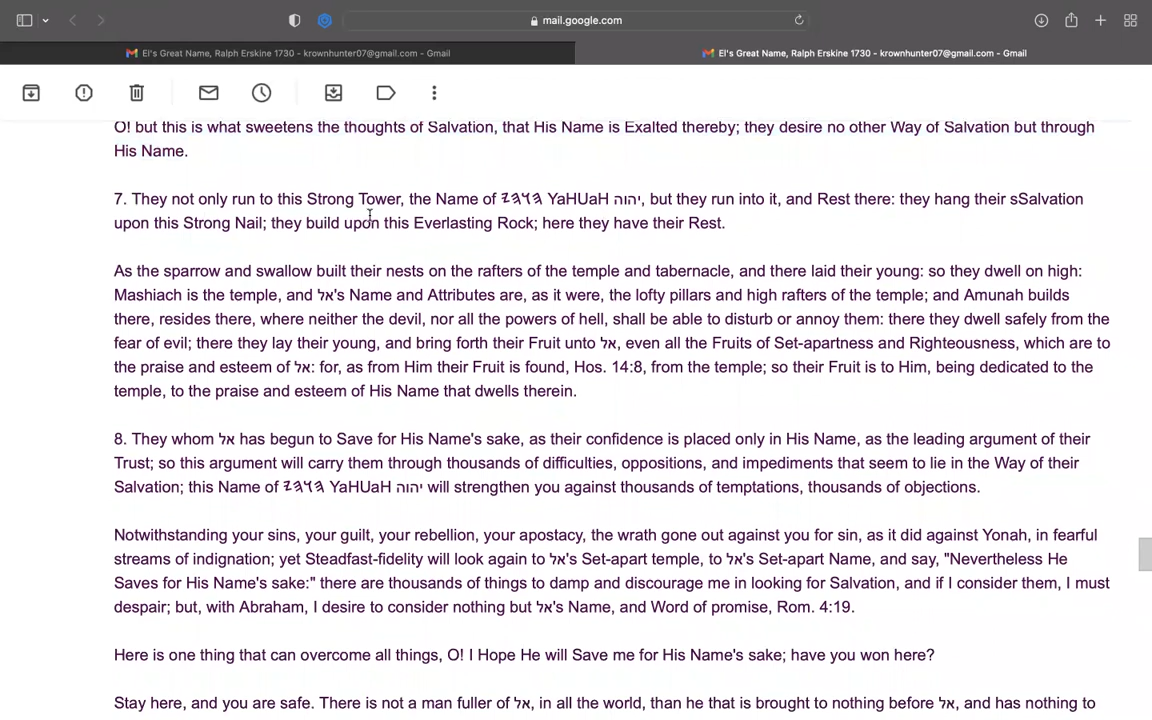 mail.google.com
El's Great Name, Ralph Erskine 1730 - krownhunter07@gmail.com - Gmail
El's Great Name, Ralph Erskine 1730 - krownhunter07@gmail.com - Gmail
O! but this is what sweetens the thoughts of Salvation, that His Name is Exalted thereby; they desire no other Way of Salvation but through
His Name.
7. They not only run to this Strong Tower, the Name of 𐤉𐤄𐤅𐤄 YaHUaH יהוה, but they run into it, and Rest there: they hang their sSalvation
upon this Strong Nail; they build upon this Everlasting Rock; here they have their Rest.
As the sparrow and swallow built their nests on the rafters of the temple and tabernacle, and there laid their young: so they dwell on high:
Mashiach is the temple, and אל's Name and Attributes are, as it were, the lofty pillars and high rafters of the temple; and Amunah builds
there, resides there, where neither the devil, nor all the powers of hell, shall be able to disturb or annoy them: there they dwell safely from the
fear of evil; there they lay their young, and bring forth their Fruit unto אל, even all the Fruits of Set-apartness and Righteousness, which are to
the praise and esteem of אל: for, as from Him their Fruit is found, Hos. 14:8, from the temple; so their Fruit is to Him, being dedicated to the
temple, to the praise and esteem of His Name that dwells therein.
8. They whom אל has begun to Save for His Name's sake, as their confidence is placed only in His Name, as the leading argument of their
Trust; so this argument will carry them through thousands of difficulties, oppositions, and impediments that seem to lie in the Way of their
Salvation; this Name of 𐤉𐤄𐤅𐤄 YaHUaH יהוה will strengthen you against thousands of temptations, thousands of objections.
Notwithstanding your sins, your guilt, your rebellion, your apostacy, the wrath gone out against you for sin, as it did against Yonah, in fearful
streams of indignation; yet Steadfast-fidelity will look again to אל's Set-apart temple, to אל's Set-apart Name, and say, "Nevertheless He
Saves for His Name's sake:" there are thousands of things to damp and discourage me in looking for Salvation, and if I consider them, I must
despair; but, with Abraham, I desire to consider nothing but אל's Name, and Word of promise, Rom. 4:19.
Here is one thing that can overcome all things, O! I Hope He will Save me for His Name's sake; have you won here?
Stay here, and you are safe. There is not a man fuller of אל, in all the world, than he that is brought to nothing before אל, and has nothing to